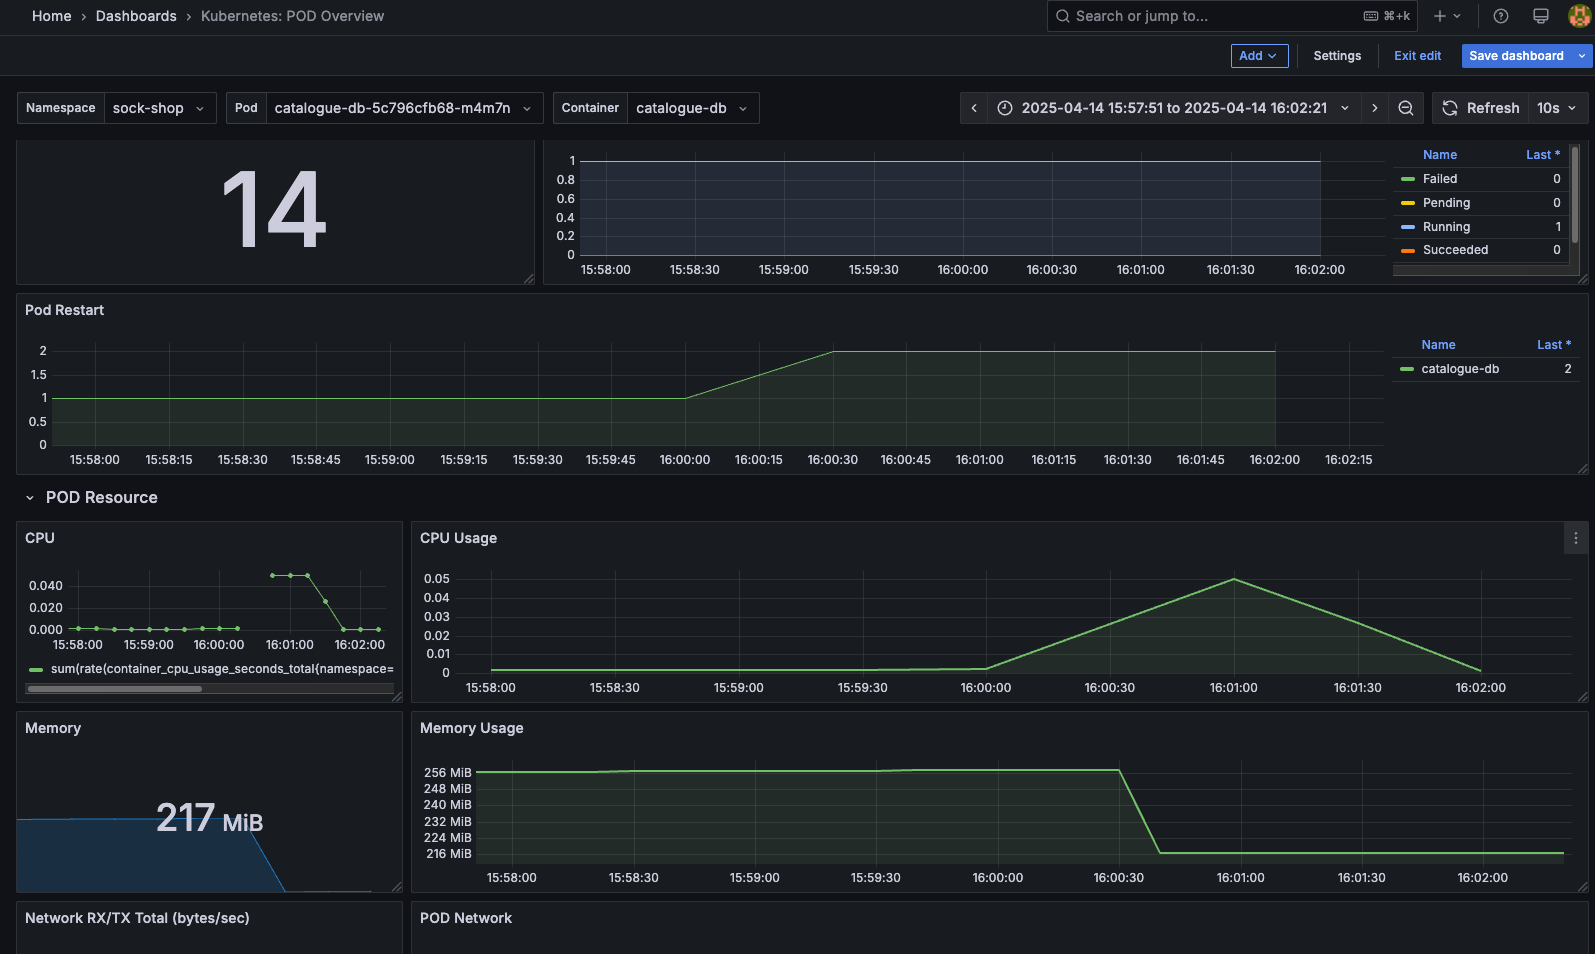 Home › Dashboards › Kubernetes: POD Overview
Search or jump to... ⌘+k
Add Settings Exit edit Save dashboard
Namespace sock-shop Pod catalogue-db-5c796cfb68-m4m7n Container catalogue-db 2025-04-14 15:57:51 to 2025-04-14 16:02:21 Refresh 10s
14
1
0.8
0.6
0.4
0.2
0
15:58:00 15:58:30 15:59:00 15:59:30 16:00:00 16:00:30 16:01:00 16:01:30 16:02:00
Name Last *
Failed 0
Pending 0
Running 1
Succeeded 0
Pod Restart
2
1.5
1
0.5
0
15:58:00 15:58:15 15:58:30 15:58:45 15:59:00 15:59:15 15:59:30 15:59:45 16:00:00 16:00:15 16:00:30 16:00:45 16:01:00 16:01:15 16:01:30 16:01:45 16:02:00 16:02:15
Name Last *
catalogue-db 2
POD Resource
CPU
0.040
0.020
0.000
15:58:00 15:59:00 16:00:00 16:01:00 16:02:00
sum(rate(container_cpu_usage_seconds_total{namespace=
CPU Usage
0.05
0.04
0.03
0.02
0.01
0
15:58:00 15:58:30 15:59:00 15:59:30 16:00:00 16:00:30 16:01:00 16:01:30 16:02:00
Memory
217 MiB
Memory Usage
256 MiB
248 MiB
240 MiB
232 MiB
224 MiB
216 MiB
15:58:00 15:58:30 15:59:00 15:59:30 16:00:00 16:00:30 16:01:00 16:01:30 16:02:00
Network RX/TX Total (bytes/sec)
POD Network